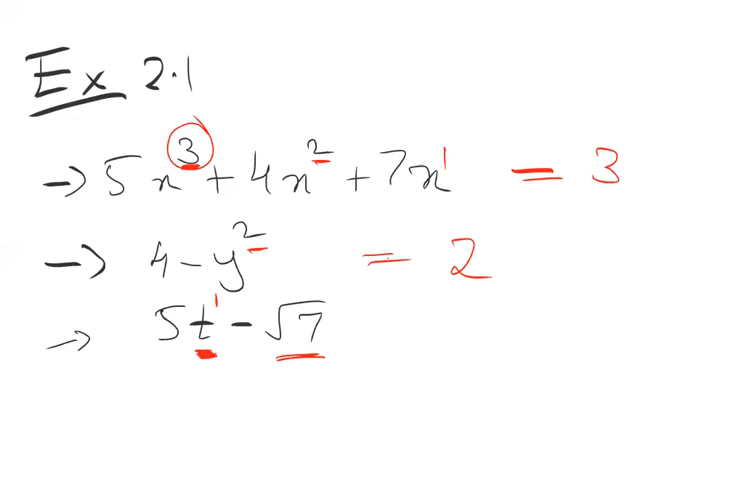 Ex 2.1
→ 5x³ + 4x² + 7x¹ = 3
→ 4 - y² = 2
→ 5t¹ - √7